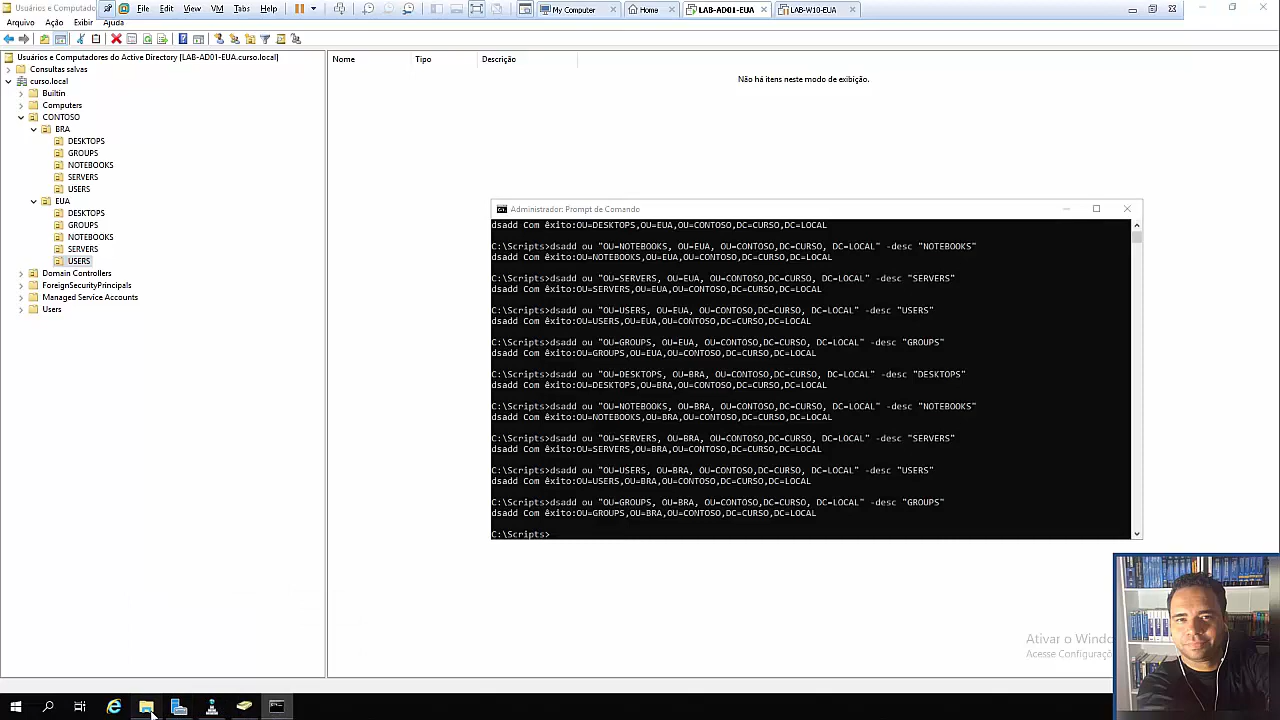 Usuários e Computadores
File Edit View VM Tabs Help
My Computer
Home
LAB-AD01-EUA
LAB-W10-EUA
Arquivo Ação Exibir Ajuda
Usuários e Computadores do Active Directory [LAB-AD01-EUA.curso.local]
Consultas salvas
curso.local
Builtin
Computers
CONTOSO
BRA
DESKTOPS
GROUPS
NOTEBOOKS
SERVERS
USERS
EUA
DESKTOPS
GROUPS
NOTEBOOKS
SERVERS
USERS
Domain Controllers
ForeignSecurityPrincipals
Managed Service Accounts
Users
Nome Tipo Descrição
Não há itens neste modo de exibição.
Administrador: Prompt de Comando
dsadd Com êxito:OU=DESKTOPS,OU=EUA,OU=CONTOSO,DC=CURSO,DC=LOCAL
C:\Scripts>dsadd ou "OU=NOTEBOOKS, OU=EUA, OU=CONTOSO,DC=CURSO, DC=LOCAL" -desc "NOTEBOOKS"
dsadd Com êxito:OU=NOTEBOOKS,OU=EUA,OU=CONTOSO,DC=CURSO,DC=LOCAL
C:\Scripts>dsadd ou "OU=SERVERS, OU=EUA, OU=CONTOSO,DC=CURSO, DC=LOCAL" -desc "SERVERS"
dsadd Com êxito:OU=SERVERS,OU=EUA,OU=CONTOSO,DC=CURSO,DC=LOCAL
C:\Scripts>dsadd ou "OU=USERS, OU=EUA, OU=CONTOSO,DC=CURSO, DC=LOCAL" -desc "USERS"
dsadd Com êxito:OU=USERS,OU=EUA,OU=CONTOSO,DC=CURSO,DC=LOCAL
C:\Scripts>dsadd ou "OU=GROUPS, OU=EUA, OU=CONTOSO,DC=CURSO, DC=LOCAL" -desc "GROUPS"
dsadd Com êxito:OU=GROUPS,OU=EUA,OU=CONTOSO,DC=CURSO,DC=LOCAL
C:\Scripts>dsadd ou "OU=DESKTOPS, OU=BRA, OU=CONTOSO,DC=CURSO, DC=LOCAL" -desc "DESKTOPS"
dsadd Com êxito:OU=DESKTOPS,OU=BRA,OU=CONTOSO,DC=CURSO,DC=LOCAL
C:\Scripts>dsadd ou "OU=NOTEBOOKS, OU=BRA, OU=CONTOSO,DC=CURSO, DC=LOCAL" -desc "NOTEBOOKS"
dsadd Com êxito:OU=NOTEBOOKS,OU=BRA,OU=CONTOSO,DC=CURSO,DC=LOCAL
C:\Scripts>dsadd ou "OU=SERVERS, OU=BRA, OU=CONTOSO,DC=CURSO, DC=LOCAL" -desc "SERVERS"
dsadd Com êxito:OU=SERVERS,OU=BRA,OU=CONTOSO,DC=CURSO,DC=LOCAL
C:\Scripts>dsadd ou "OU=USERS, OU=BRA, OU=CONTOSO,DC=CURSO, DC=LOCAL" -desc "USERS"
dsadd Com êxito:OU=USERS,OU=BRA,OU=CONTOSO,DC=CURSO,DC=LOCAL
C:\Scripts>dsadd ou "OU=GROUPS, OU=BRA, OU=CONTOSO,DC=CURSO, DC=LOCAL" -desc "GROUPS"
dsadd Com êxito:OU=GROUPS,OU=BRA,OU=CONTOSO,DC=CURSO,DC=LOCAL
C:\Scripts>
Ativar o Windo
Acesse Configuraç